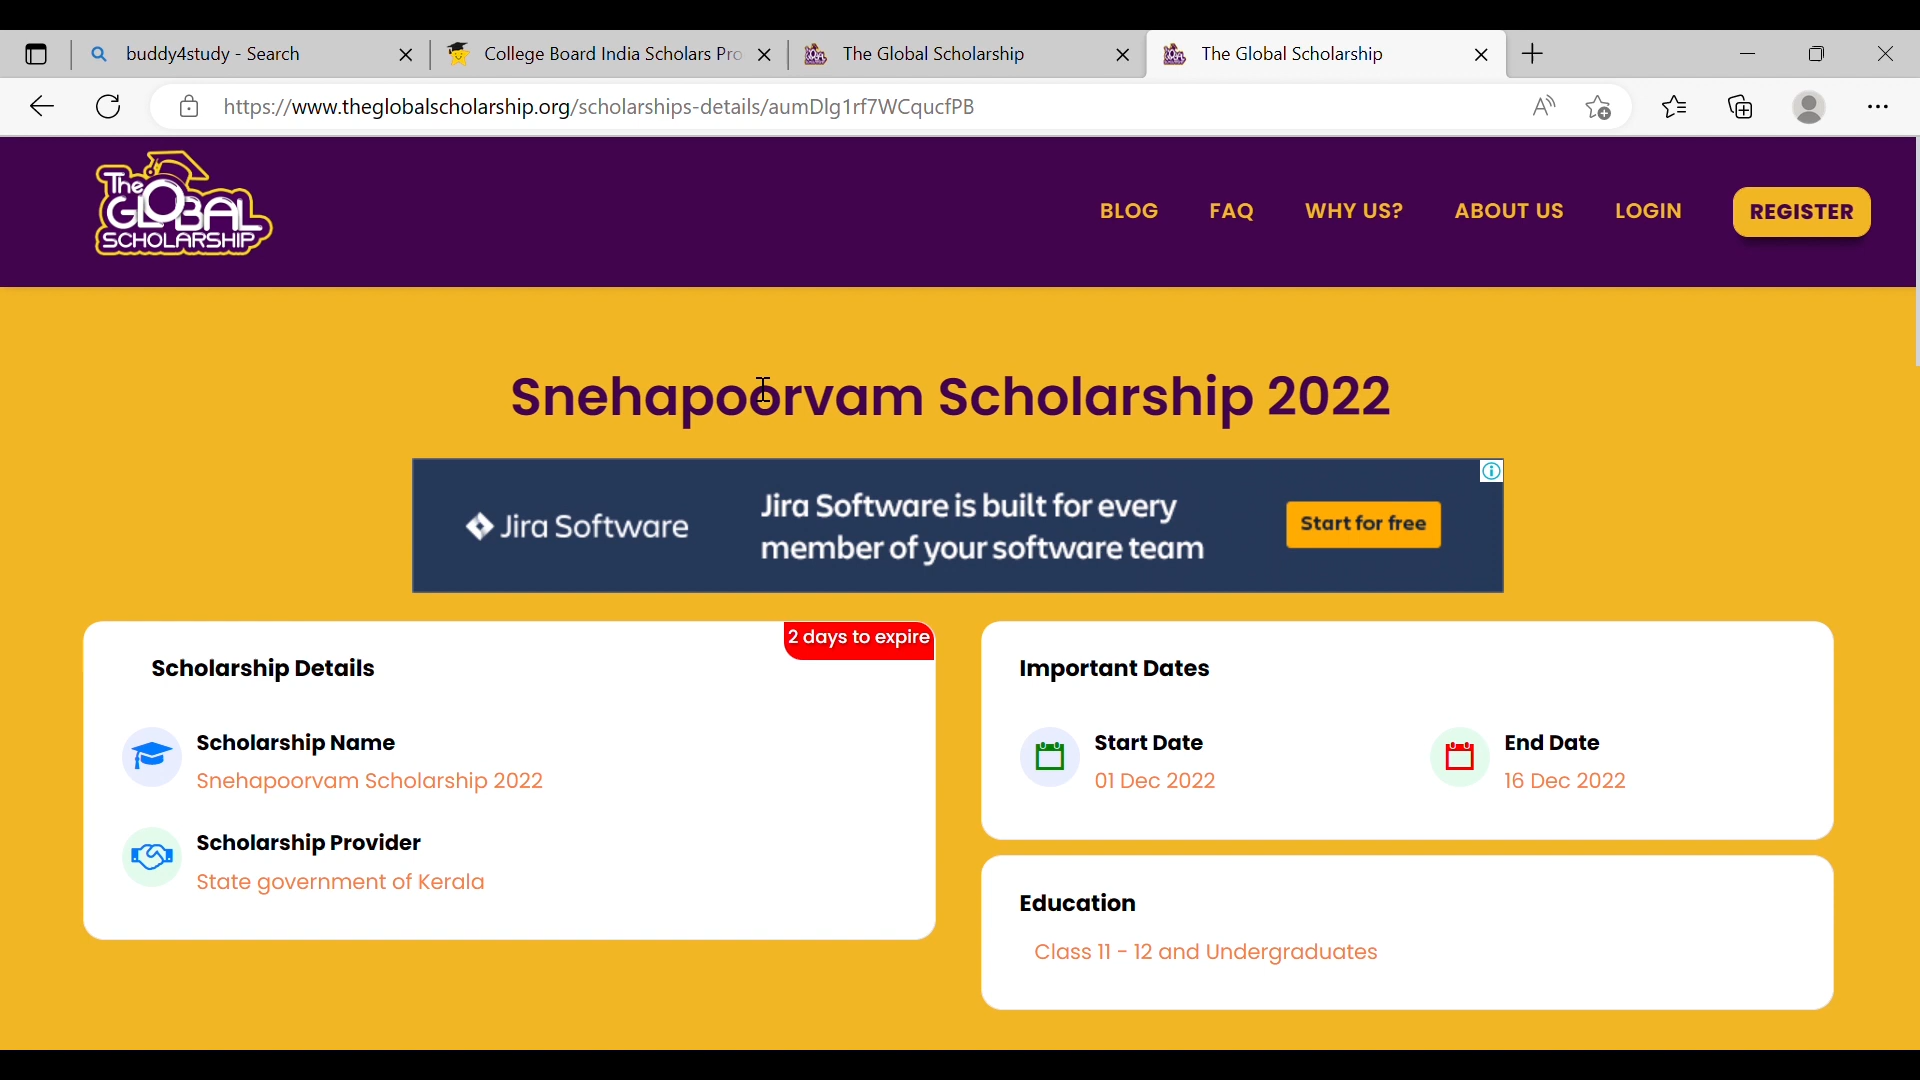 buddy4study - Search
College Board India Scholars Pro
The Global Scholarship
The Global Scholarship
https://www.theglobalscholarship.org/scholarships-details/aumDlg1rf7WCqucfPB
The
GLOBAL
SCHOLARSHIP
BLOG
FAQ
WHY US?
ABOUT US
LOGIN
REGISTER
Snehapoorvam Scholarship 2022
Jira Software
Jira Software is built for every
member of your software team
Start for free
2 days to expire
Scholarship Details
Scholarship Name
Snehapoorvam Scholarship 2022
Scholarship Provider
State government of Kerala
Important Dates
Start Date
01 Dec 2022
End Date
16 Dec 2022
Education
Class 11 - 12 and Undergraduates